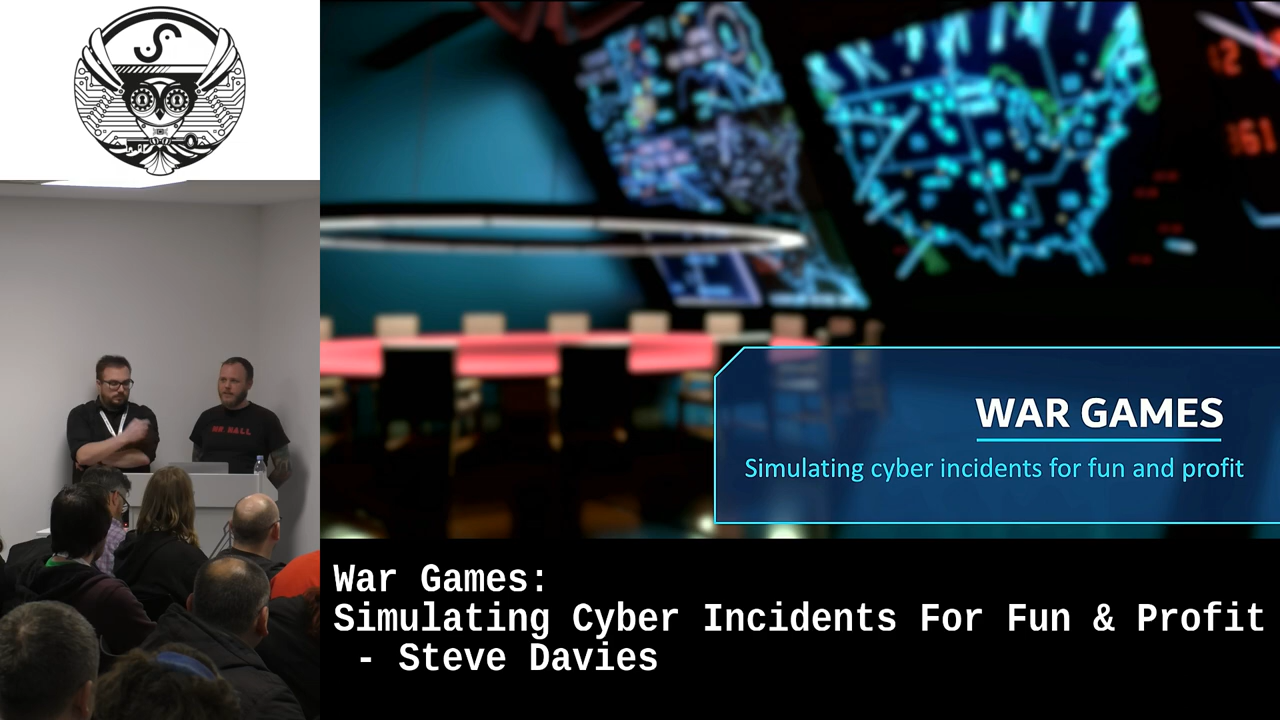 WAR GAMES
Simulating cyber incidents for fun and profit
War Games:
Simulating Cyber Incidents For Fun & Profit
- Steve Davies